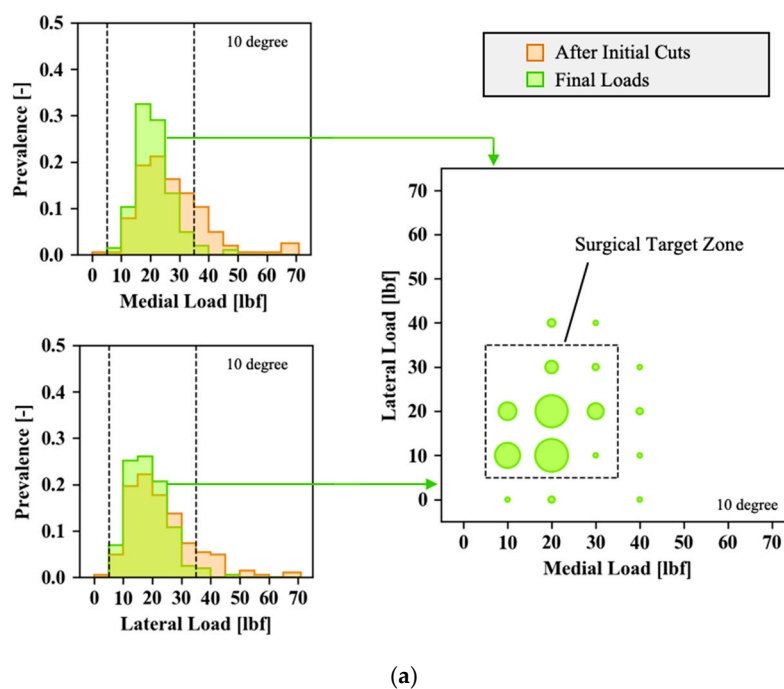 0.5
0.4
0.3
0.2
0.1
0.0
Prevalence [-]
10 degree
0 10 20 30 40 50 60 70
Medial Load [lbf]
After Initial Cuts
Final Loads
0.5
0.4
0.3
0.2
0.1
0.0
Prevalence [-]
10 degree
0 10 20 30 40 50 60 70
Lateral Load [lbf]
70
60
50
40
30
20
10
0
Lateral Load [lbf]
Surgical Target Zone
10 degree
0 10 20 30 40 50 60 70
Medial Load [lbf]
(a)